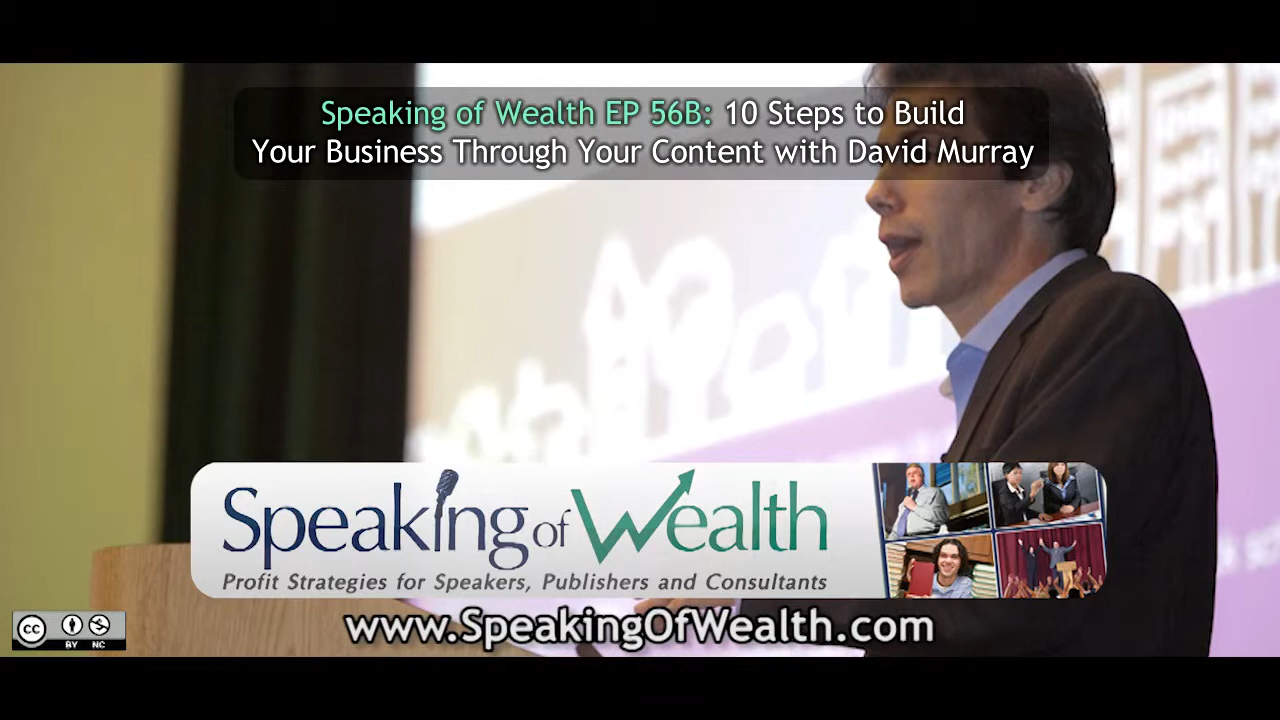 Speaking of Wealth EP 56B: 10 Steps to Build
Your Business Through Your Content with David Murray
Speaking of Wealth
Profit Strategies for Speakers, Publishers and Consultants
www.SpeakingOfWealth.com
cc
BY NC